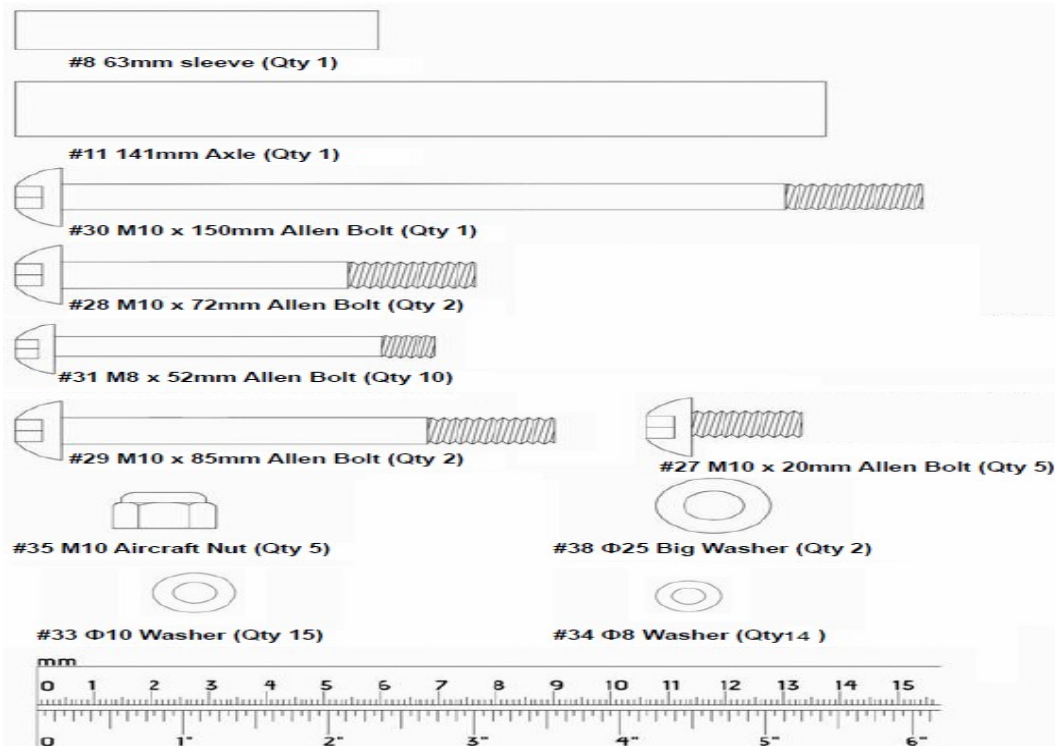 #8 63mm sleeve (Qty 1)
#11 141mm Axle (Qty 1)
#30 M10 x 150mm Allen Bolt (Qty 1)
#28 M10 x 72mm Allen Bolt (Qty 2)
#31 M8 x 52mm Allen Bolt (Qty 10)
#29 M10 x 85mm Allen Bolt (Qty 2)
#27 M10 x 20mm Allen Bolt (Qty 5)
#35 M10 Aircraft Nut (Qty 5)
#38 Φ25 Big Washer (Qty 2)
#33 Φ10 Washer (Qty 15)
#34 Φ8 Washer (Qty14 )
mm
0 1 2 3 4 5 6 7 8 9 10 11 12 13 14 15
0 1" 2" 3" 4" 5" 6"